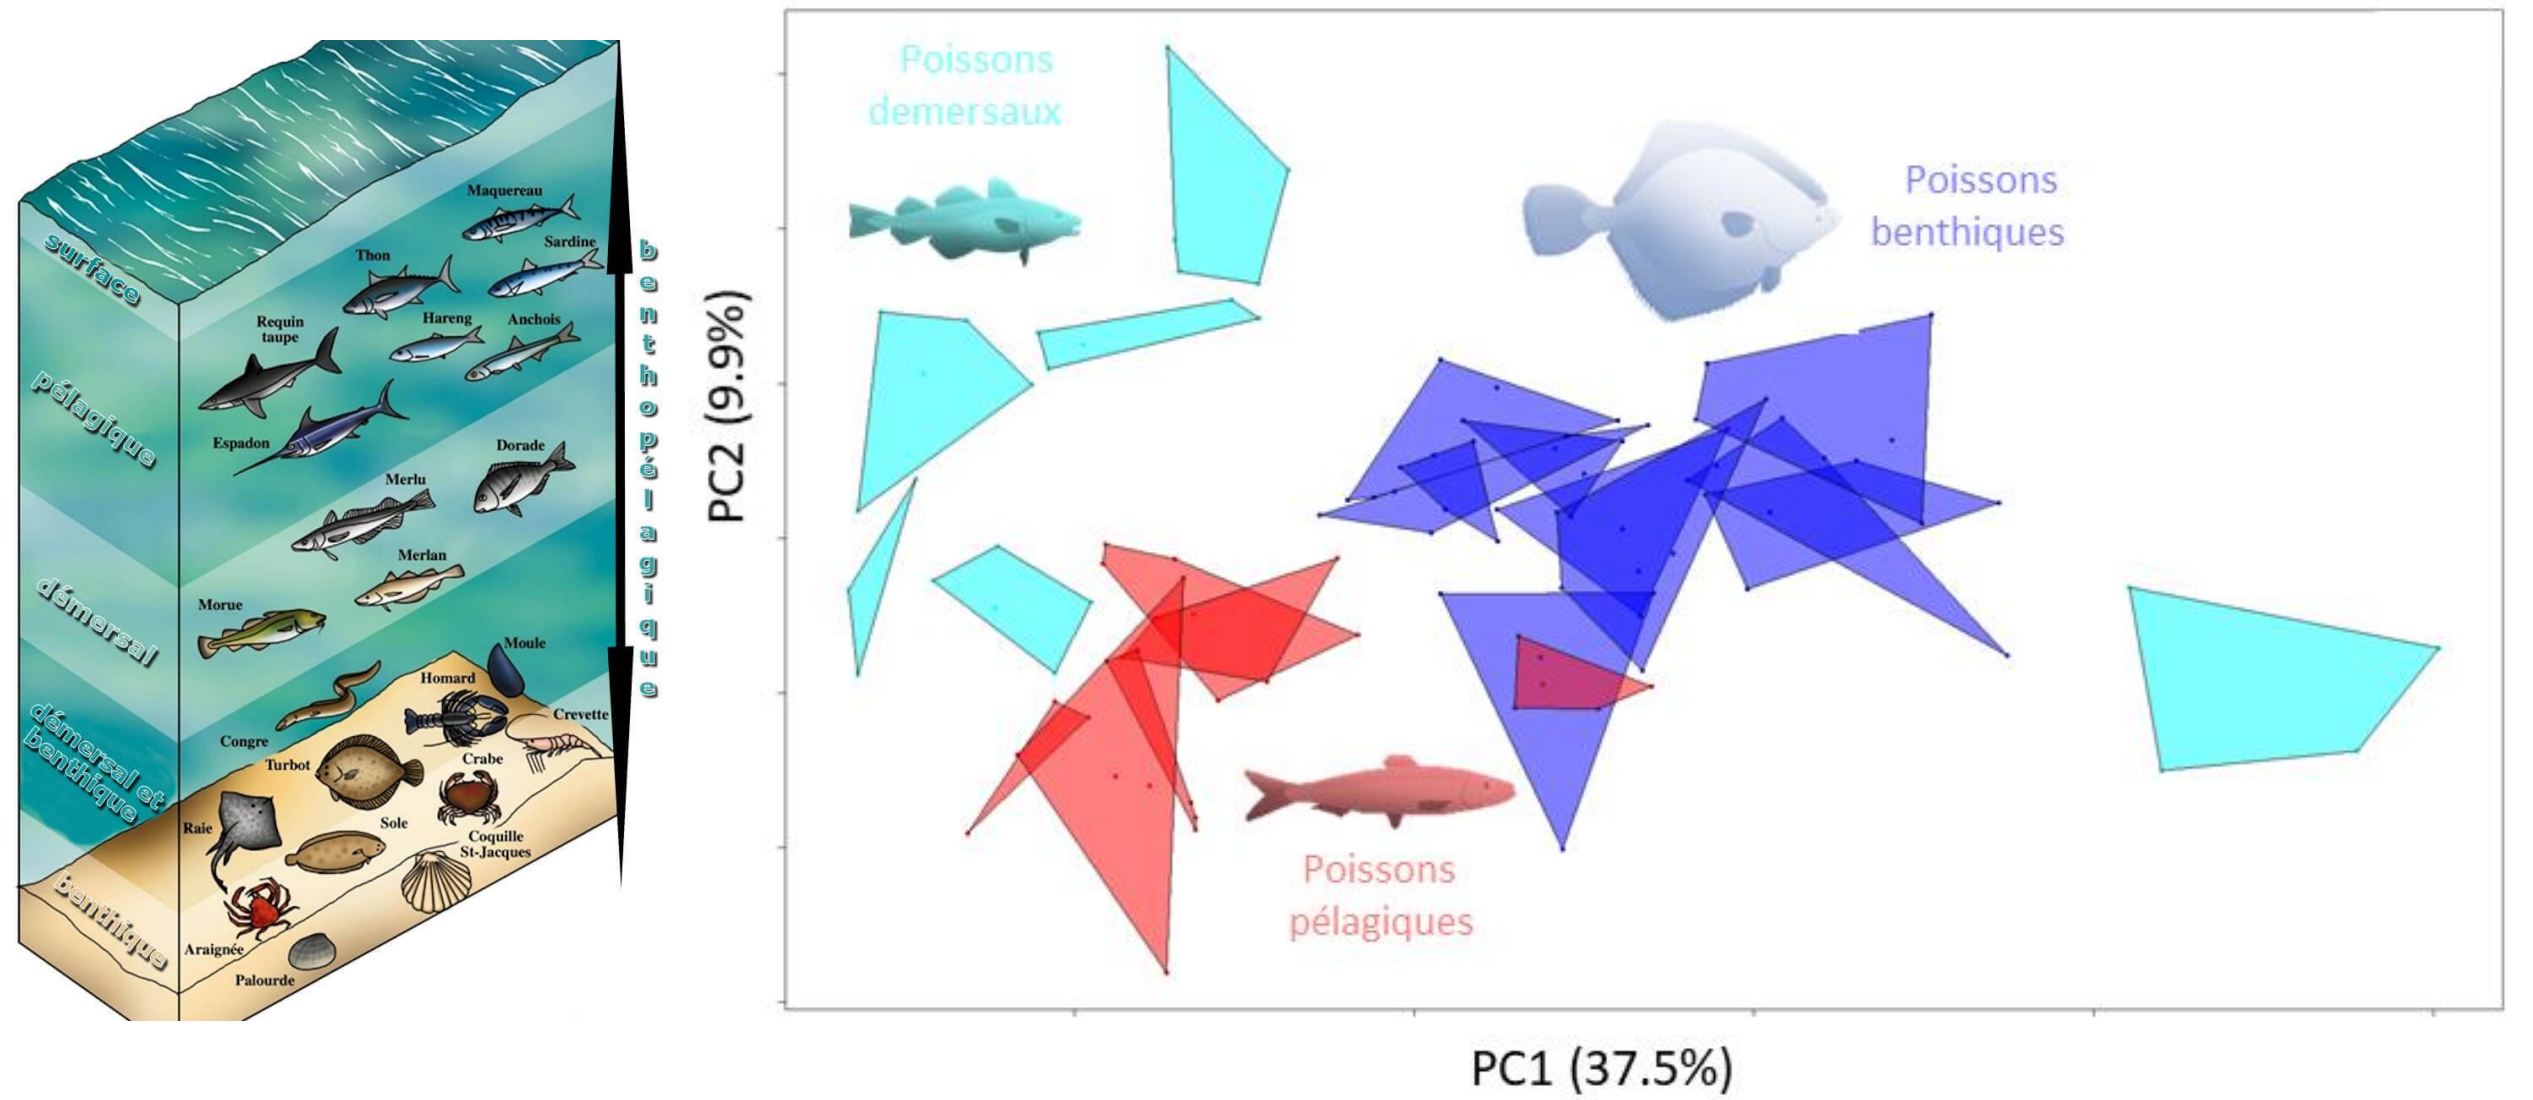 surface
pélagique
démersal
démersal et
benthique
benthique
Maquereau
Sardine
Thon
Hareng
Anchois
Requin
taupe
Espadon
Dorade
Merlu
Merlan
Morue
Moule
Homard
Crevette
Congre
Turbot
Crabe
Raie
Sole
Coquille
St-Jacques
Araignée
Palourde
benthopélagique
Poissons
demersaux
Poissons
benthiques
Poissons
pélagiques
PC2 (9.9%)
PC1 (37.5%)